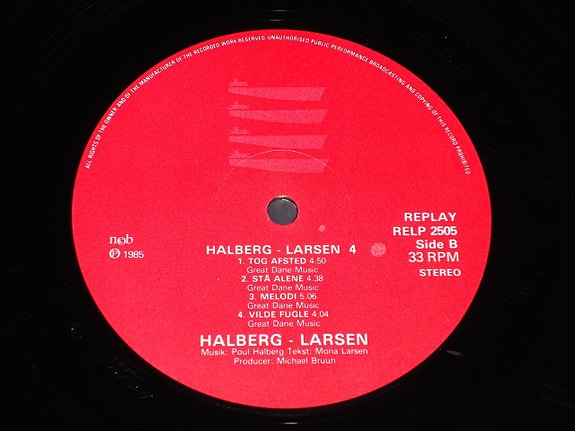 ALL RIGHTS OF THE OWNER AND OF THE MANUFACTURER OF THE RECORDED WORK RESERVED. UNAUTHORISED PUBLIC PERFORMANCE BROADCASTING AND COPYING OF THIS RECORD PROHIBITED
REPLAY
RELP 2505
Side B
33 RPM
STEREO
ncb
℗ 1985
HALBERG - LARSEN 4
1. TOG AFSTED 4.50
Great Dane Music
2. STÅ ALENE 4.38
Great Dane Music
3. MELODI 5.06
Great Dane Music
4. VILDE FUGLE 4.04
Great Dane Music
HALBERG - LARSEN
Musik: Poul Halberg Tekst: Mona Larsen
Producer: Michael Bruun